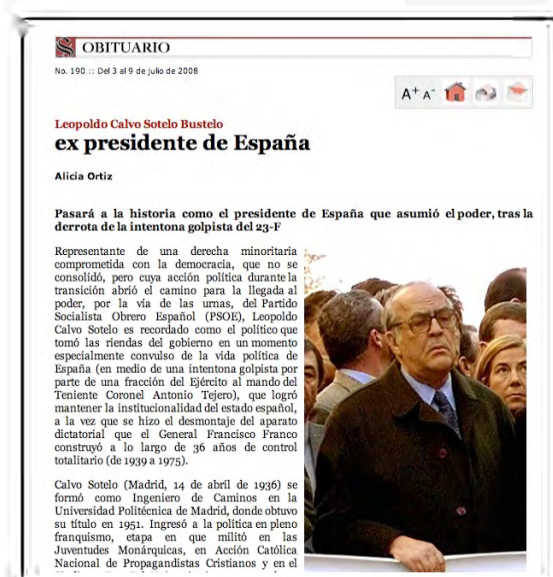 OBITUARIO
No. 190 :: Del 3 al 9 de julio de 2008
A+ A-
Leopoldo Calvo Sotelo Bustelo
ex presidente de España
Alicia Ortiz
Pasará a la historia como el presidente de España que asumió el poder, tras la
derrota de la intentona golpista del 23-F
Representante de una derecha minoritaria
comprometida con la democracia, que no se
consolidó, pero cuya acción política durante la
transición abrió el camino para la llegada al
poder, por la vía de las urnas, del Partido
Socialista Obrero Español (PSOE), Leopoldo
Calvo Sotelo es recordado como el político que
tomó las riendas del gobierno en un momento
especialmente convulso de la vida política de
España (en medio de una intentona golpista por
parte de una fracción del Ejército al mando del
Teniente Coronel Antonio Tejero), que logró
mantener la institucionalidad del estado español,
a la vez que se hizo el desmontaje del aparato
dictatorial que el General Francisco Franco
construyó a lo largo de 36 años de control
totalitario (de 1939 a 1975).
Calvo Sotelo (Madrid, 14 de abril de 1936) se
formó como Ingeniero de Caminos en la
Universidad Politécnica de Madrid, donde obtuvo
su título en 1951. Ingresó a la política en pleno
franquismo, etapa en que militó en las
Juventudes Monárquicas, en Acción Católica
Nacional de Propagandistas Cristianos y en el